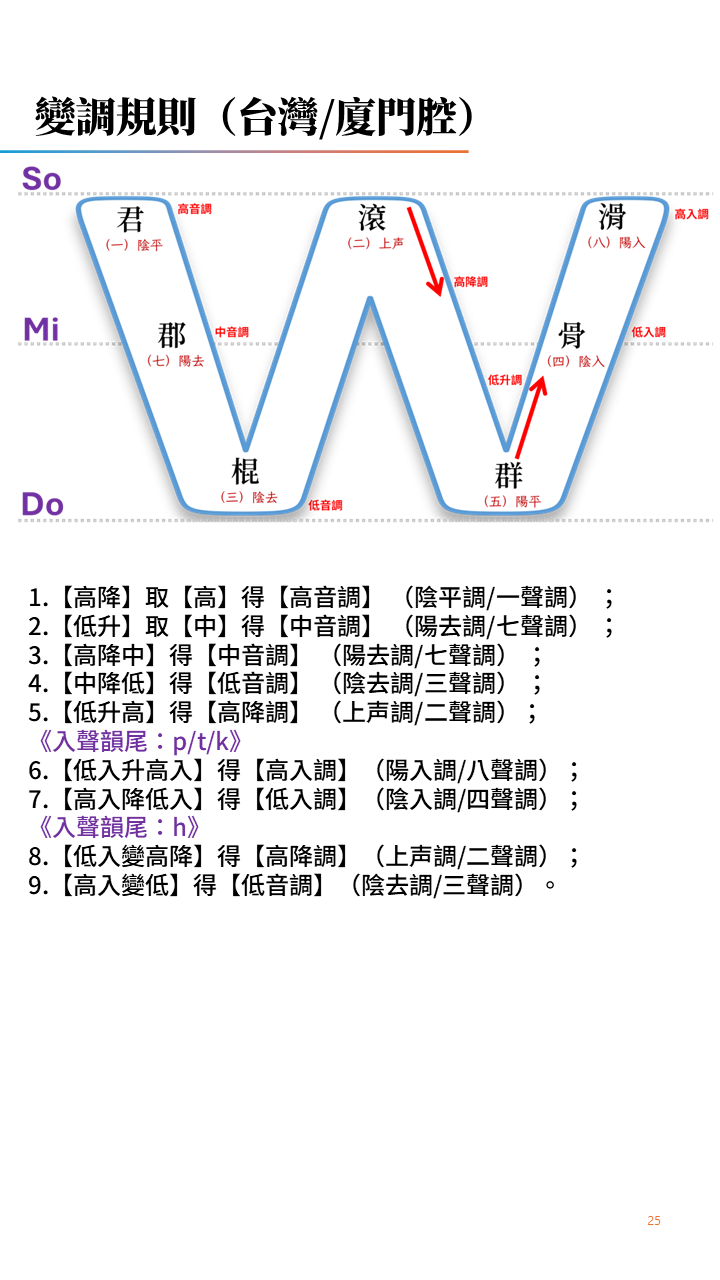 變調規則（台灣/廈門腔）
So
君
（一）陰平
高音調
滾
（二）上声
滑
（八）陽入
高入調
高降調
Mi
郡
（七）陽去
中音調
骨
（四）陰入
低入調
低升調
Do
棍
（三）陰去
低音調
群
（五）陽平
1.【高降】取【高】得【高音調】（陰平調/一聲調）；
2.【低升】取【中】得【中音調】（陽去調/七聲調）；
3.【高降中】得【中音調】（陽去調/七聲調）；
4.【中降低】得【低音調】（陰去調/三聲調）；
5.【低升高】得【高降調】（上声調/二聲調）；
《入聲韻尾：p/t/k》
6.【低入升高入】得【高入調】（陽入調/八聲調）；
7.【高入降低入】得【低入調】（陰入調/四聲調）；
《入聲韻尾：h》
8.【低入變高降】得【高降調】（上声調/二聲調）；
9.【高入變低】得【低音調】（陰去調/三聲調）。
25